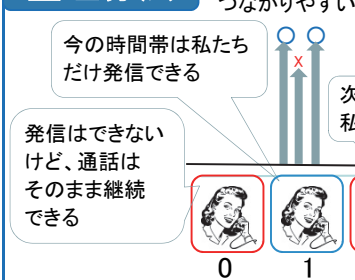 つながりやすい
今の時間帯は私たち
だけ発信できる
x
次
私
発信はできない
けど、通話は
そのまま継続
できる
0
1